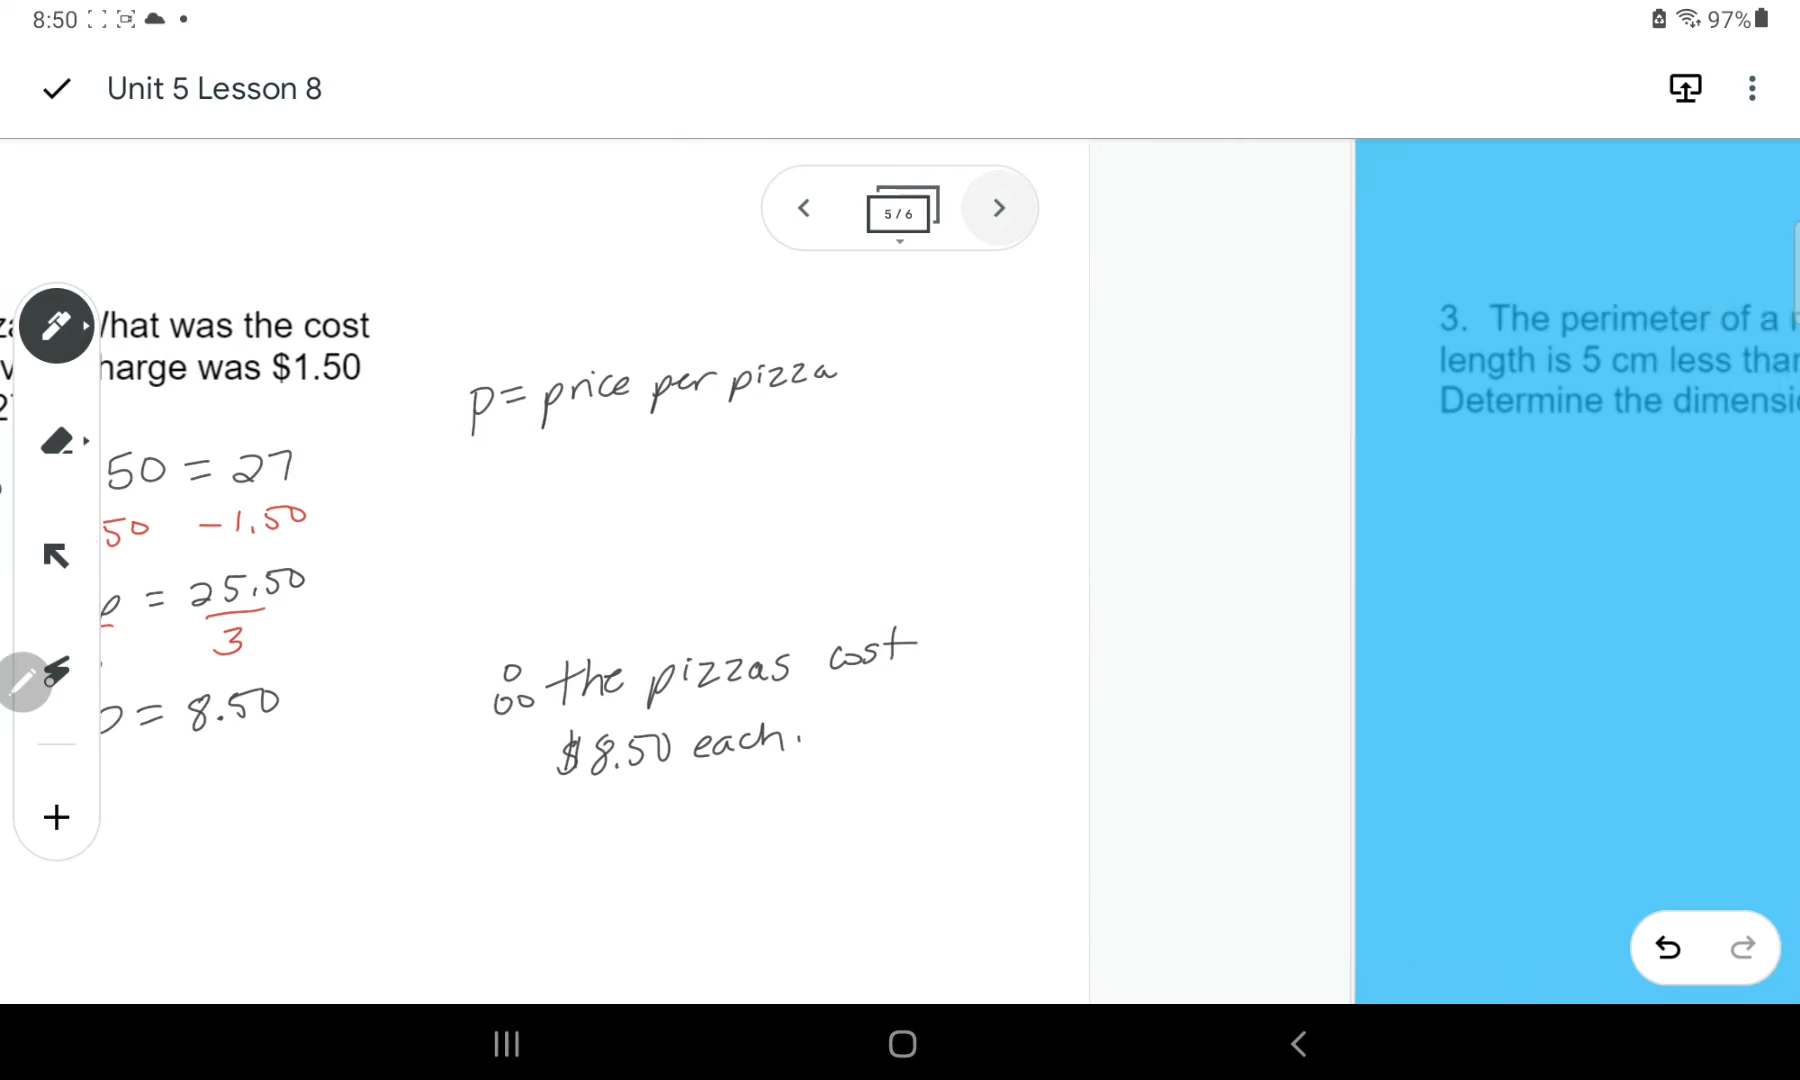 8:50
97%
Unit 5 Lesson 8
5 / 6
hat was the cost
harge was $1.50
p = price per pizza
50 = 27
50 - 1.50
= 25.50
3
= 8.50
the pizzas cost
$8.50 each.
3. The perimeter of a
length is 5 cm less than
Determine the dimensi